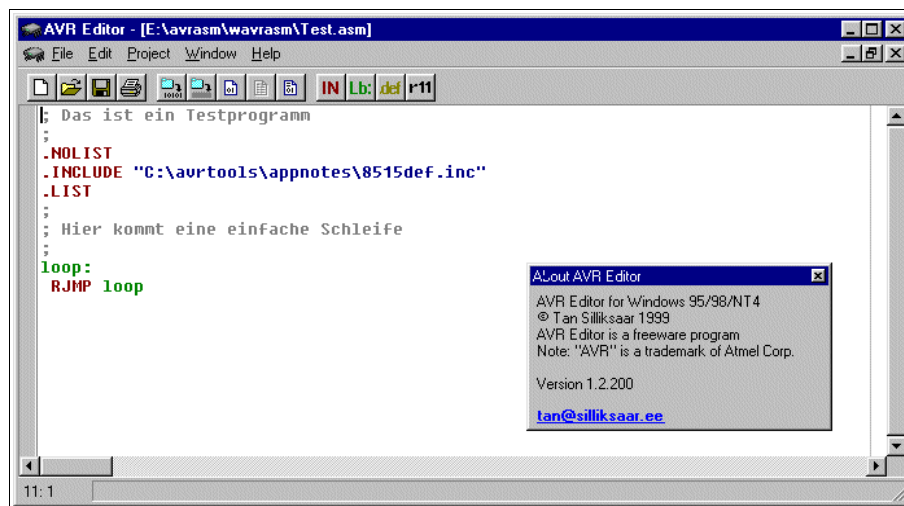 AVR Editor - [E:\avrasm\wavrasm\Test.asm]
File Edit Project Window Help
IN Lb: def r11
; Das ist ein Testprogramm
;
.NOLIST
.INCLUDE "C:\avrtools\appnotes\8515def.inc"
.LIST
;
; Hier kommt eine einfache Schleife
;
loop:
RJMP loop
About AVR Editor
AVR Editor for Windows 95/98/NT4
© Tan Silliksaar 1999
AVR Editor is a freeware program
Note: "AVR" is a trademark of Atmel Corp.
Version 1.2.200
tan@silliksaar.ee
11: 1